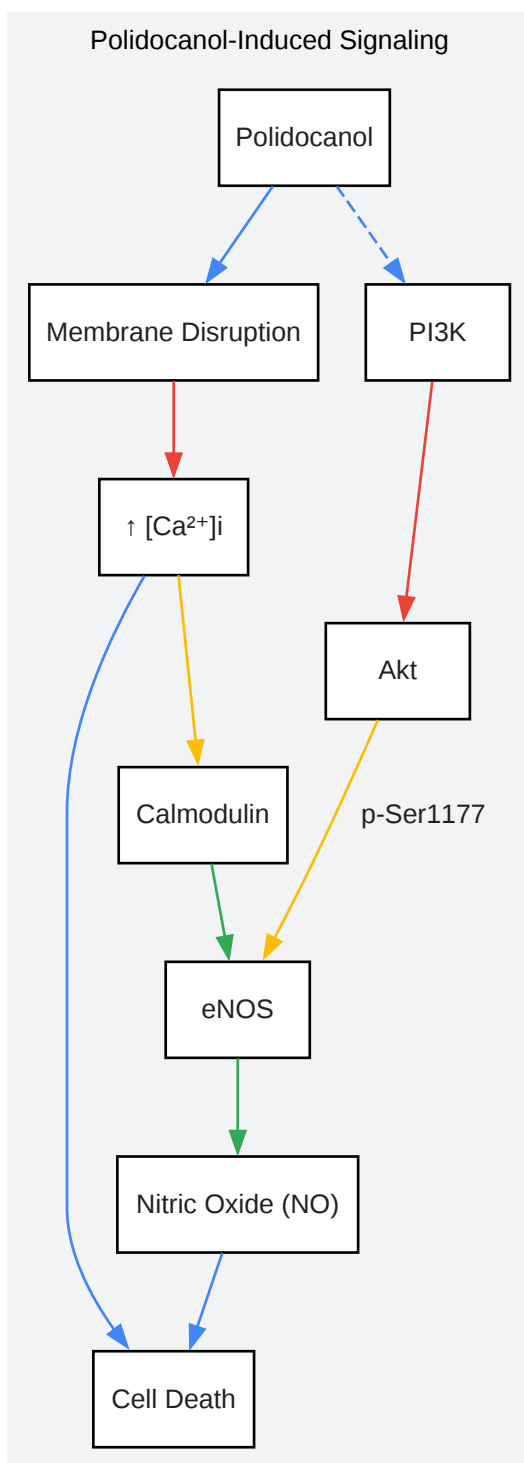 Polidocanol-Induced Signaling
Polidocanol
Membrane Disruption
PI3K
↑ [Ca²⁺]i
Akt
Calmodulin
p-Ser1177
eNOS
Nitric Oxide (NO)
Cell Death